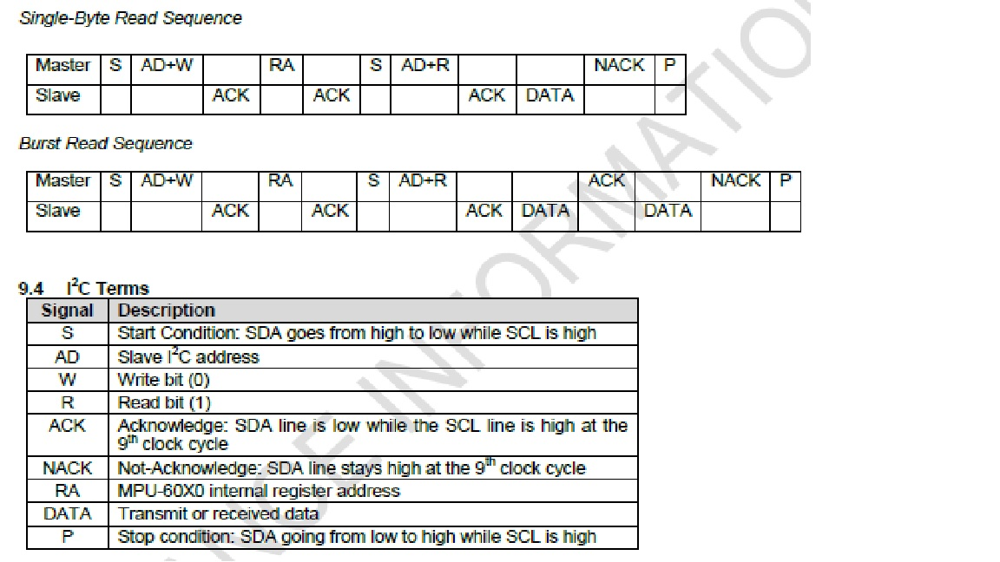 Single-Byte Read Sequence
Master S AD+W RA S AD+R NACK P
Slave ACK ACK ACK DATA
Burst Read Sequence
Master S AD+W RA S AD+R ACK NACK P
Slave ACK ACK ACK DATA DATA
9.4 I²C Terms
Signal Description
S Start Condition: SDA goes from high to low while SCL is high
AD Slave I²C address
W Write bit (0)
R Read bit (1)
ACK Acknowledge: SDA line is low while the SCL line is high at the
9th clock cycle
NACK Not-Acknowledge: SDA line stays high at the 9th clock cycle
RA MPU-60X0 internal register address
DATA Transmit or received data
P Stop condition: SDA going from low to high while SCL is high